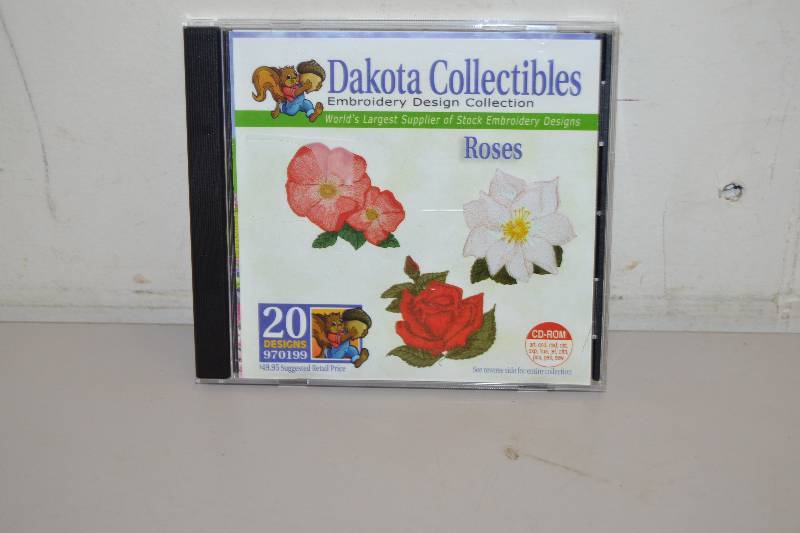 Dakota Collectibles
Embroidery Design Collection
World's Largest Supplier of Stock Embroidery Designs
Roses
20
DESIGNS
970199
$49.95 Suggested Retail Price
CD-ROM
See reverse side for entire collection